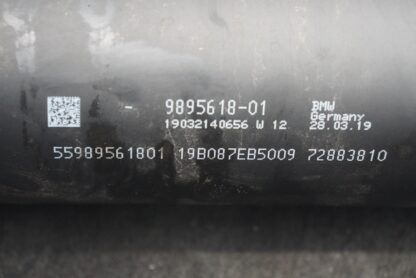 - 9895618-01 BMW
Germany
19032140656 W 12 28.03.19
55989561801 19B087EB5009 72883810